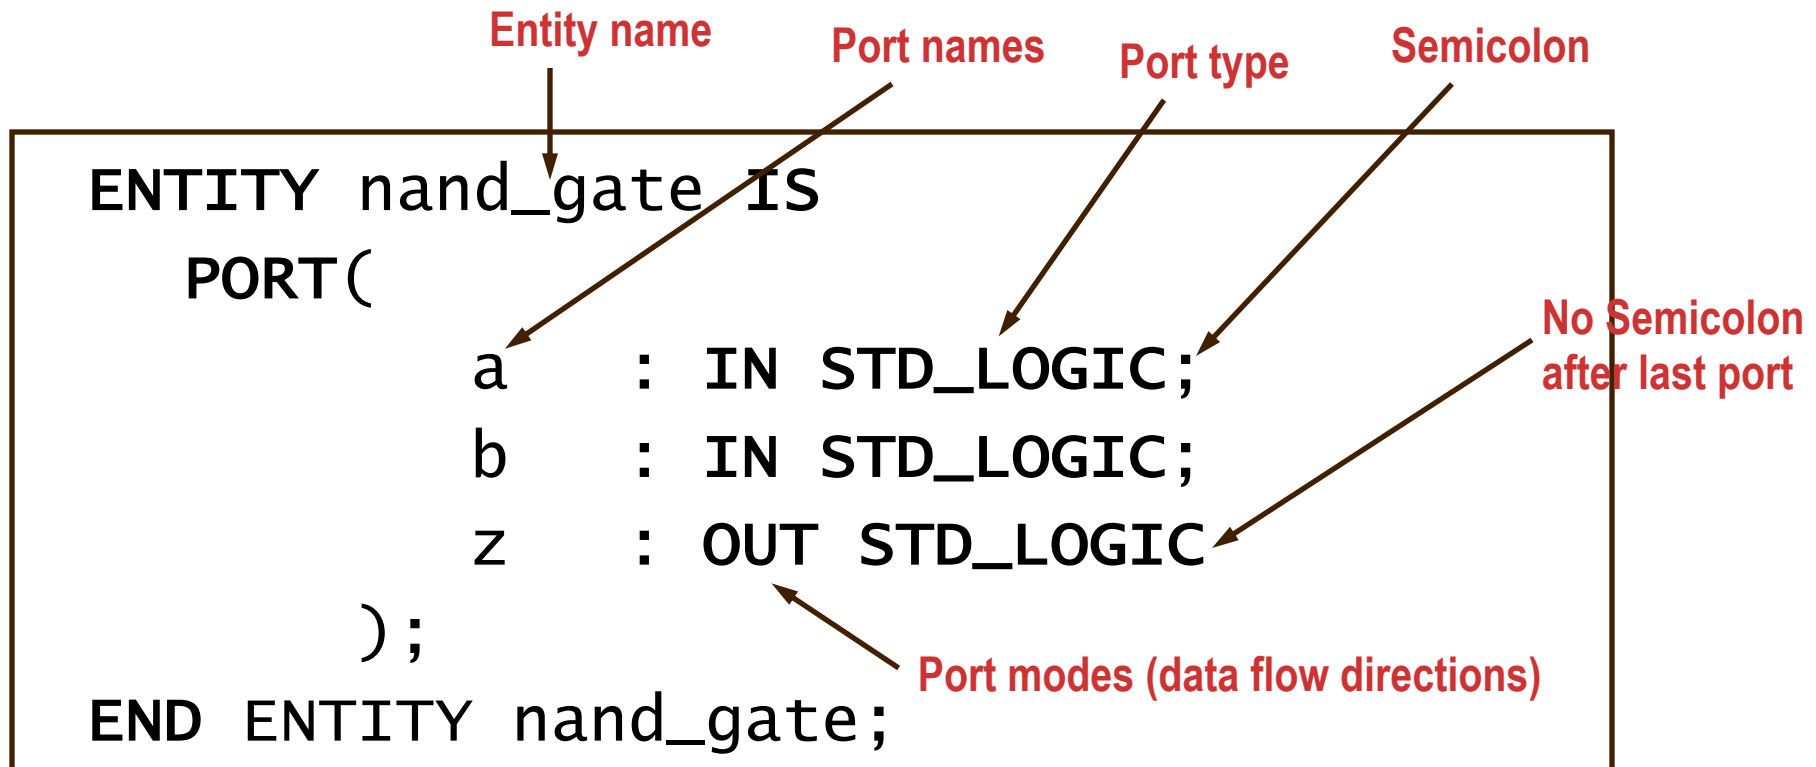 Entity name
Port names
Port type
Semicolon
ENTITY nand_gate IS
PORT(
a : IN STD_LOGIC;
No Semicolon
after last port
b : IN STD_LOGIC;
z : OUT STD_LOGIC
);
Port modes (data flow directions)
END ENTITY nand_gate;